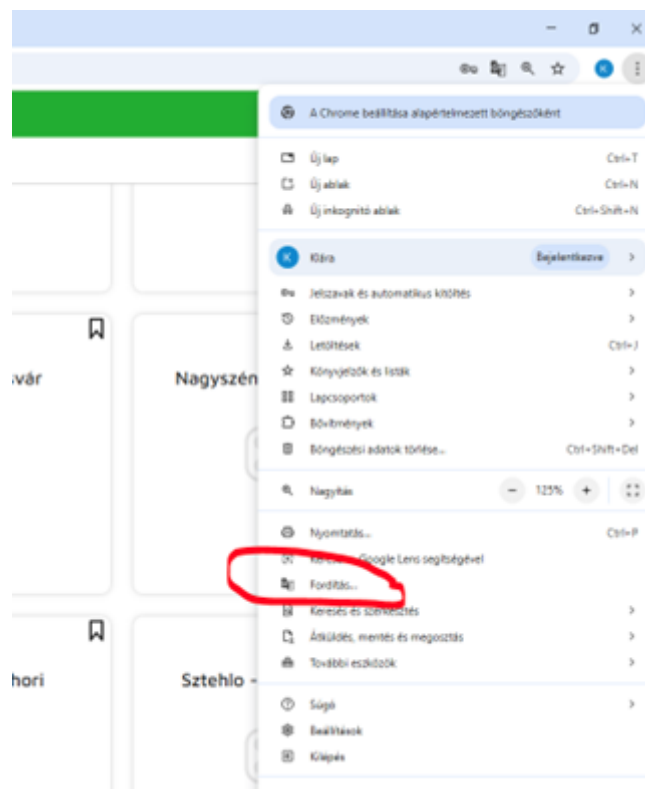 K
A Chrome beállítása alapértelmezett böngészőként
Új lap Ctrl+T
Új ablak Ctrl+N
Új inkognitó ablak Ctrl+Shift+N
K Klára Bejelentkezve
Jelszavak és automatikus kitöltés
Előzmények
Letöltések Ctrl+J
Könyvjelzők és listák
Lapcsoportok
Bővítmények
Böngészési adatok törlése... Ctrl+Shift+Del
Nagyítás − 125% +
Nyomtatás... Ctrl+P
Keresés a Google Lens segítségével
Fordítás...
Keresés és szerkesztés
Átküldés, mentés és megosztás
További eszközök
Súgó
Beállítások
Kilépés
vár
Nagyszén
hori
Sztehlo -